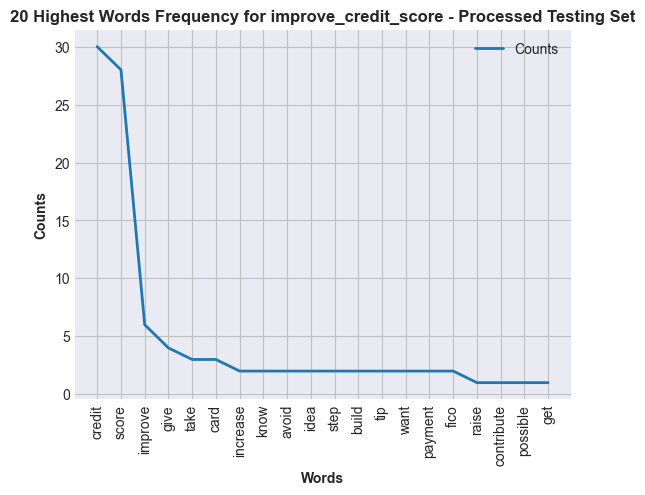 20 Highest Words Frequency for improve_credit_score - Processed Testing Set
Counts
30
25
20
15
10
5
0
Counts
credit
score
improve
give
take
card
increase
know
avoid
idea
step
build
tip
want
payment
fico
raise
contribute
possible
get
Words